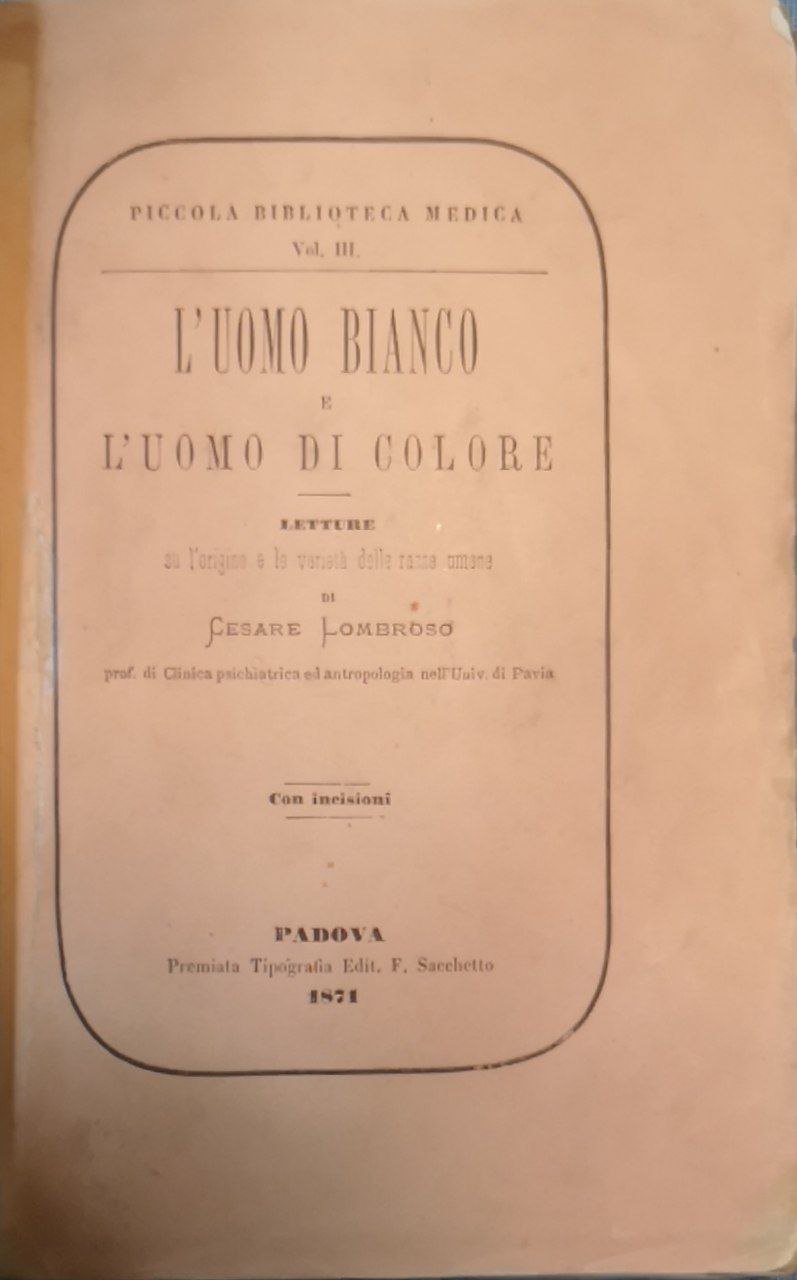 PICCOLA BIBLIOTECA MEDICA
Vol. III.
L'UOMO BIANCO
E
L'UOMO DI COLORE
LETTURE
su l'origine e le varietà delle razze umane
DI
CESARE LOMBROSO
prof. di Clinica psichiatrica ed antropologia nell'Univ. di Pavia
Con incisioni
PADOVA
Premiata Tipografia Edit. F. Sacchetto
1871